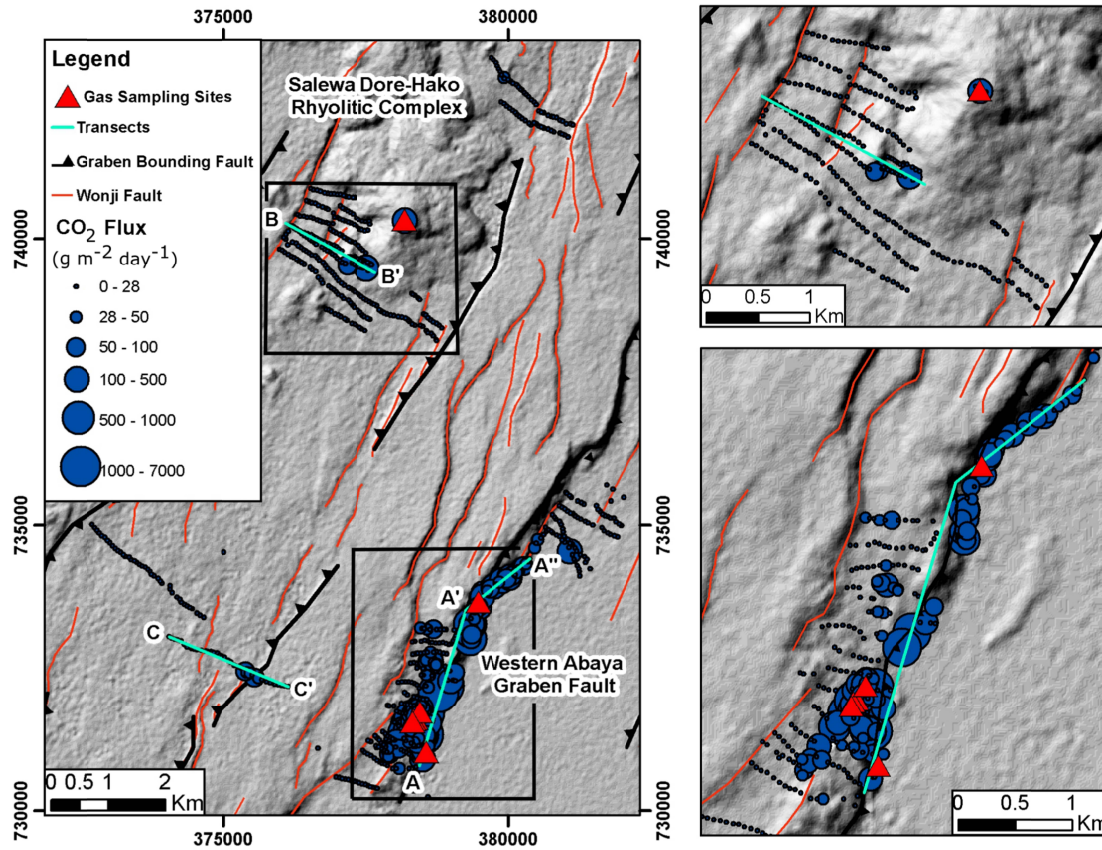 375000
380000
Legend
Gas Sampling Sites
Transects
Graben Bounding Fault
Wonji Fault
CO2 Flux
(g m-2 day-1)
0 - 28
28 - 50
50 - 100
100 - 500
500 - 1000
1000 - 7000
Salewa Dore-Hako
Rhyolitic Complex
B
B'
740000
740000
735000
735000
A''
A'
C
C'
Western Abaya
Graben Fault
A
730000
730000
0 0.5 1 2
Km
375000
380000
0 0.5 1
Km
0 0.5 1
Km